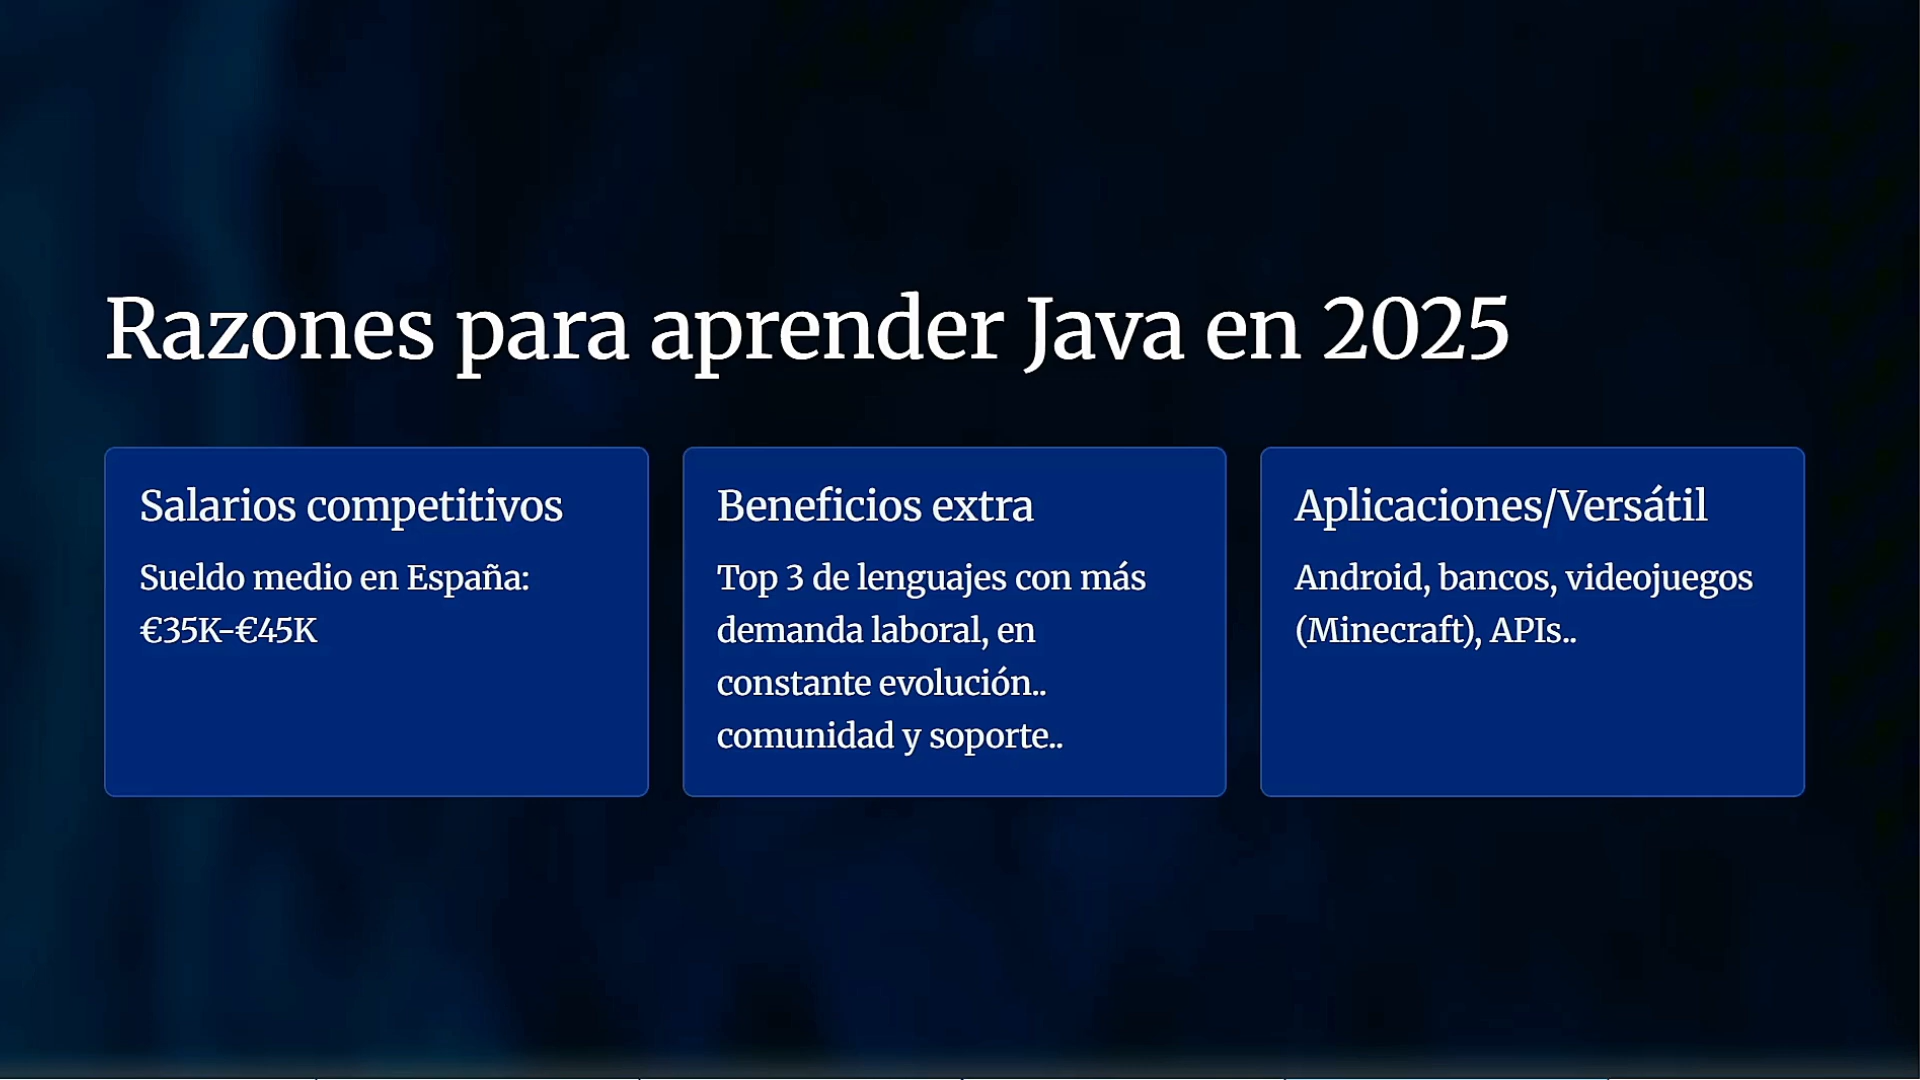 Razones para aprender Java en 2025
Salarios competitivos
Sueldo medio en España:
€35K-€45K
Beneficios extra
Top 3 de lenguajes con más
demanda laboral, en
constante evolución..
comunidad y soporte..
Aplicaciones/Versátil
Android, bancos, videojuegos
(Minecraft), APIs..